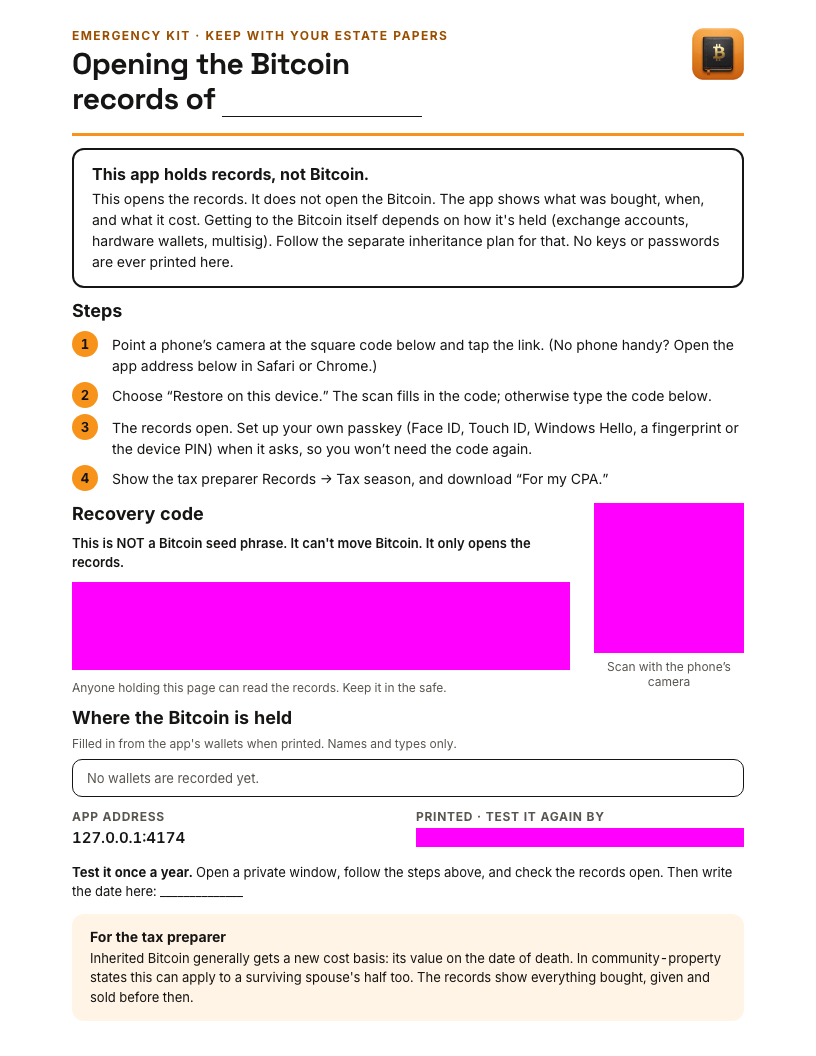 EMERGENCY KIT · KEEP WITH YOUR ESTATE PAPERS
Opening the Bitcoin
records of ____________
This app holds records, not Bitcoin.
This opens the records. It does not open the Bitcoin. The app shows what was bought, when,
and what it cost. Getting to the Bitcoin itself depends on how it's held (exchange accounts,
hardware wallets, multisig). Follow the separate inheritance plan for that. No keys or passwords
are ever printed here.
Steps
1 Point a phone’s camera at the square code below and tap the link. (No phone handy? Open the
app address below in Safari or Chrome.)
2 Choose “Restore on this device.” The scan fills in the code; otherwise type the code below.
3 The records open. Set up your own passkey (Face ID, Touch ID, Windows Hello, a fingerprint or
the device PIN) when it asks, so you won’t need the code again.
4 Show the tax preparer Records → Tax season, and download “For my CPA.”
Recovery code
This is NOT a Bitcoin seed phrase. It can't move Bitcoin. It only opens the
records.
Anyone holding this page can read the records. Keep it in the safe.
Scan with the phone’s
camera
Where the Bitcoin is held
Filled in from the app's wallets when printed. Names and types only.
No wallets are recorded yet.
APP ADDRESS
127.0.0.1:4174
PRINTED · TEST IT AGAIN BY
Test it once a year. Open a private window, follow the steps above, and check the records open. Then write
the date here: _____________
For the tax preparer
Inherited Bitcoin generally gets a new cost basis: its value on the date of death. In community-property
states this can apply to a surviving spouse's half too. The records show everything bought, given and
sold before then.